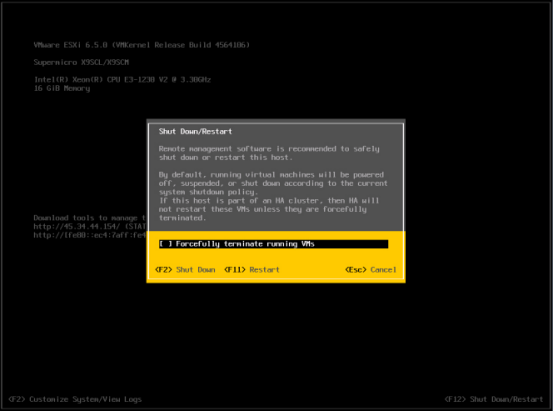 VMware ESXi 6.5.0 (VMKernel Release Build 4564106)
Supermicro X9SCL/X9SCM
Intel(R) Xeon(R) CPU E3-1230 V2 @ 3.30GHz
16 GiB Memory
Shut Down/Restart
Remote management software is recommended to safely
shut down or restart this host.
By default, running virtual machines will be powered
off, suspended, or shut down according to the current
system shutdown policy.
If this host is part of an HA cluster, then HA will
not restart these VMs unless they are forcefully
terminated.
Download tools to manage t
http://45.34.44.154/ (STAT
http://[fe80::ec4:7aff:fe4
[ ] Forcefully terminate running VMs
<F2> Shut Down <F11> Restart <Esc> Cancel
<F2> Customize System/View Logs <F12> Shut Down/Restart